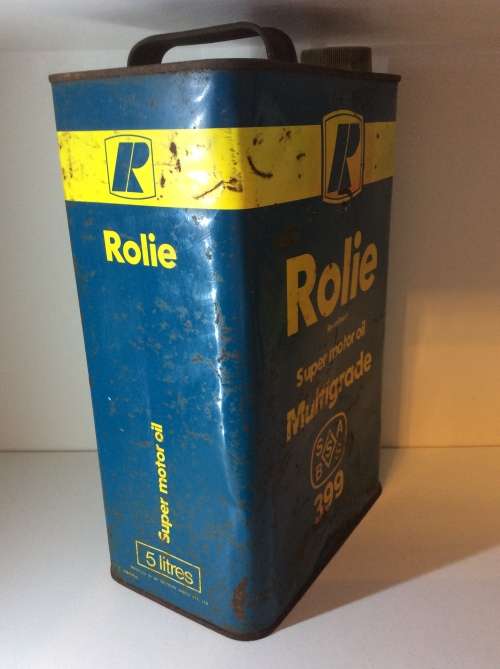 R
Rolie
Super motor oil
5 litres
R
Rolie
Super motor oil
Multigrade
S A
B S
399